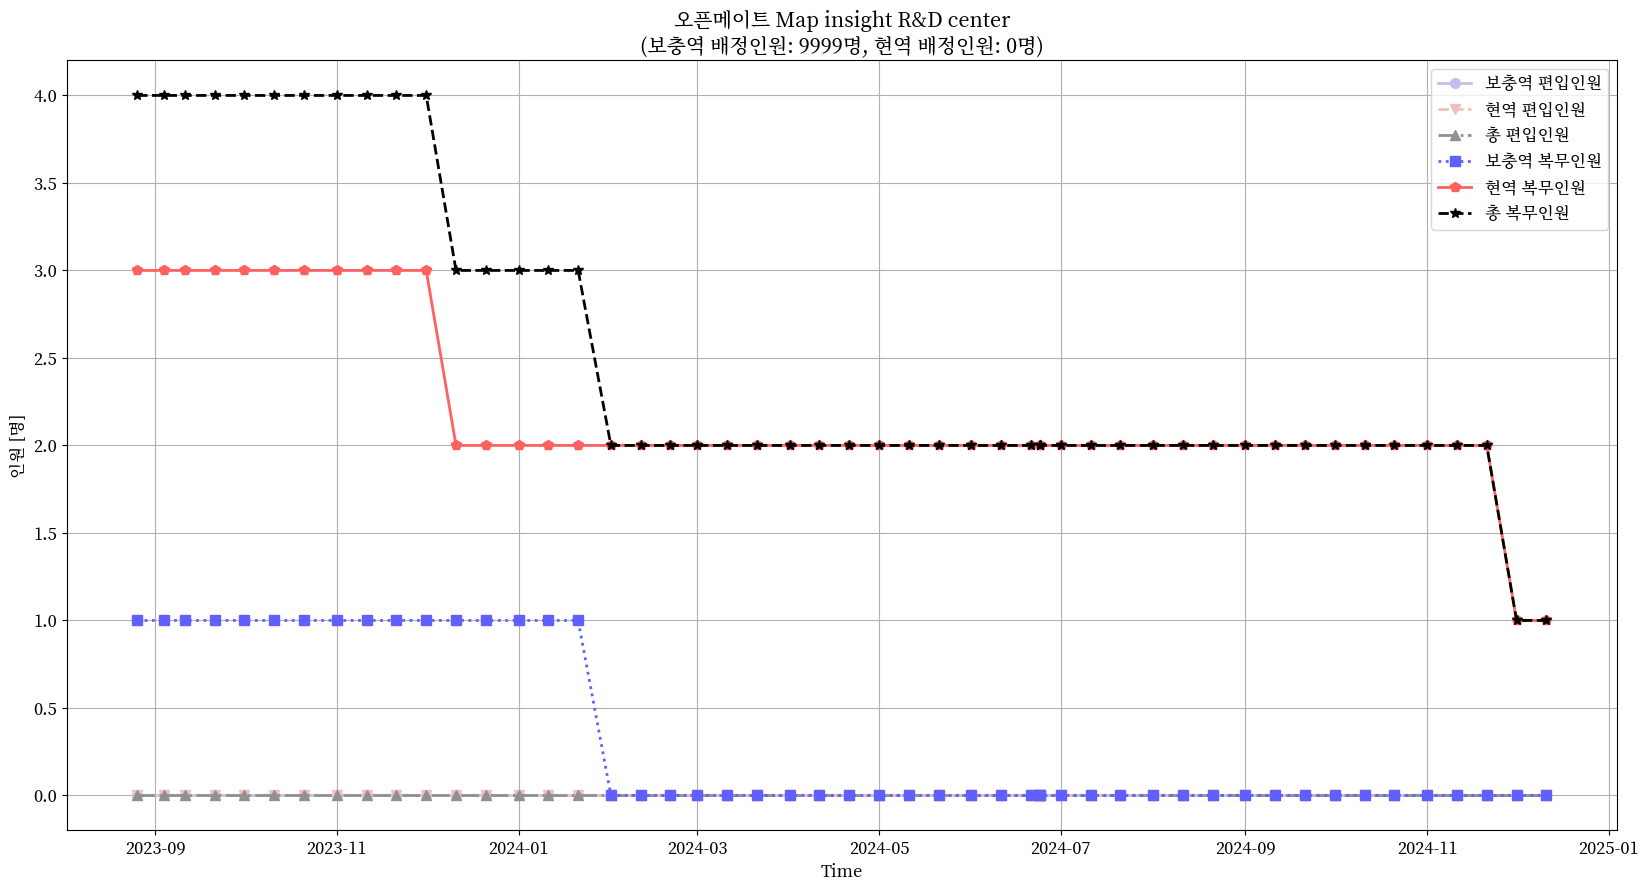 오픈메이트 Map insight R&D center
(보충역 배정인원: 9999명, 현역 배정인원: 0명)
보충역 편입인원
현역 편입인원
총 편입인원
보충역 복무인원
현역 복무인원
총 복무인원
인원 [명]
4.0
3.5
3.0
2.5
2.0
1.5
1.0
0.5
0.0
2023-09
2023-11
2024-01
2024-03
2024-05
2024-07
2024-09
2024-11
2025-01
Time